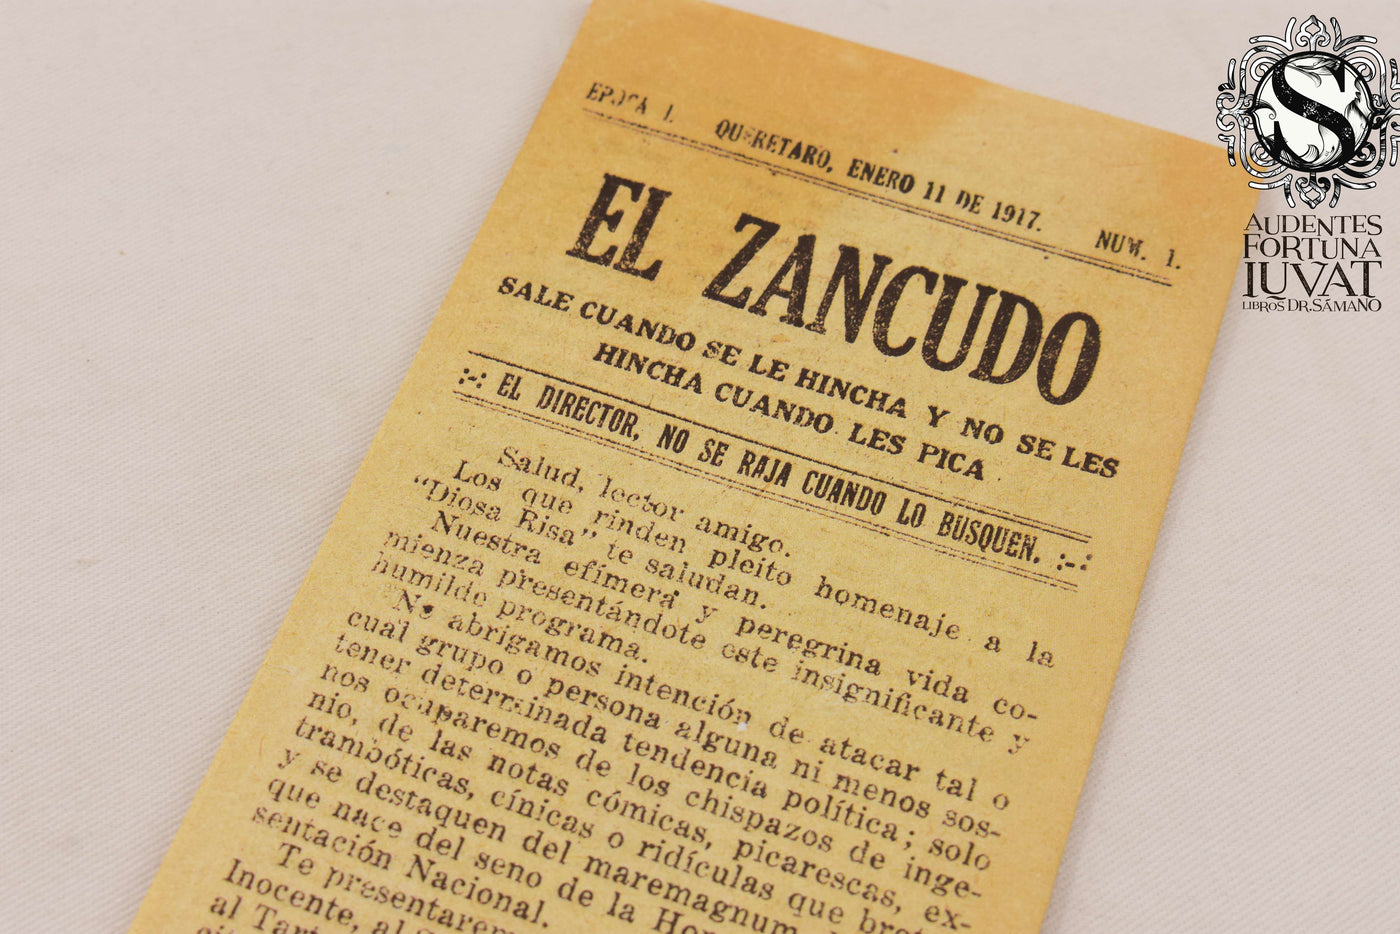 EPOCA I. QUERETARO, ENERO 11 DE 1917. NUM. 1.
EL ZANCUDO
SALE CUANDO SE LE HINCHA Y NO SE LES
HINCHA CUANDO LES PICA
:-: EL DIRECTOR, NO SE RAJA CUANDO LO BUSQUEN. :-:
Salud, lector amigo.
Los que rinden pleito homenaje a la
“Diosa Risa” te saludan.
Nuestra efímera y peregrina vida co-
mienza presentándote este insignificante y
humilde programa.
No abrigamos intención de atacar tal o
cual grupo o persona alguna ni menos sos-
tener determinada tendencia política; solo
nos ocuparemos de los chispazos de inge-
nio, de las notas cómicas, picarescas, ex-
trambóticas, cínicas o ridículas que brot
y se destaquen del maremagnum
que nace del seno de la Hon
sentación Nacional.
Te presentarem
Inocente, al
al Tart
S
AUDENTES
FORTUNA
IUVAT
LIBROS DR. SÁMANO